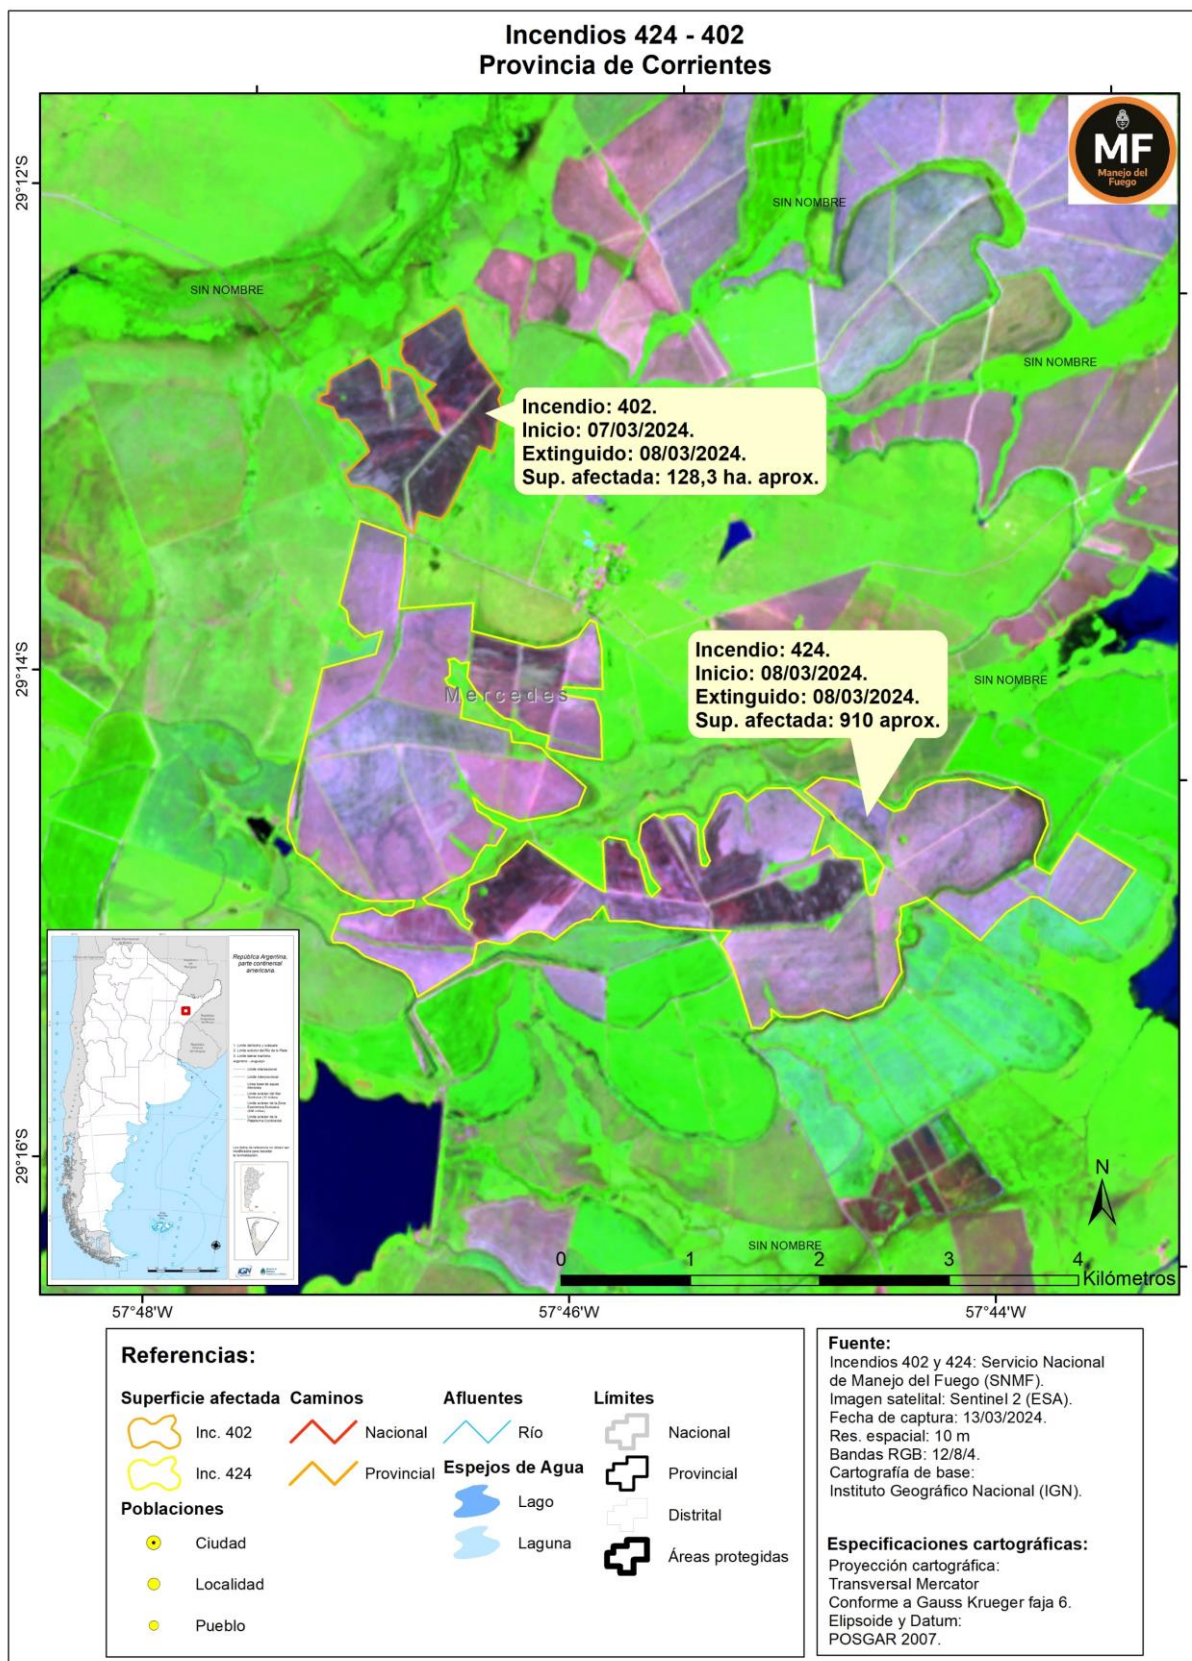 Incendios 424 - 402
Provincia de Corrientes
MF
Manejo del
Fuego
29°12'S
SIN NOMBRE
SIN NOMBRE
SIN NOMBRE
Incendio: 402.
Inicio: 07/03/2024.
Extinguido: 08/03/2024.
Sup. afectada: 128,3 ha. aprox.
29°14'S
Mercedes
Incendio: 424.
Inicio: 08/03/2024.
Extinguido: 08/03/2024.
Sup. afectada: 910 aprox.
SIN NOMBRE
República Argentina,
parte continental
americana.
IGN
29°16'S
N
SIN NOMBRE
0 1 2 3 4
Kilómetros
57°48'W 57°46'W 57°44'W
Referencias:
Superficie afectada
Inc. 402
Inc. 424
Poblaciones
Ciudad
Localidad
Pueblo
Caminos
Nacional
Provincial
Afluentes
Río
Espejos de Agua
Lago
Laguna
Límites
Nacional
Provincial
Distrital
Áreas protegidas
Fuente:
Incendios 402 y 424: Servicio Nacional
de Manejo del Fuego (SNMF).
Imagen satelital: Sentinel 2 (ESA).
Fecha de captura: 13/03/2024.
Res. espacial: 10 m
Bandas RGB: 12/8/4.
Cartografía de base:
Instituto Geográfico Nacional (IGN).
Especificaciones cartográficas:
Proyección cartográfica:
Transversal Mercator
Conforme a Gauss Krueger faja 6.
Elipsoide y Datum:
POSGAR 2007.